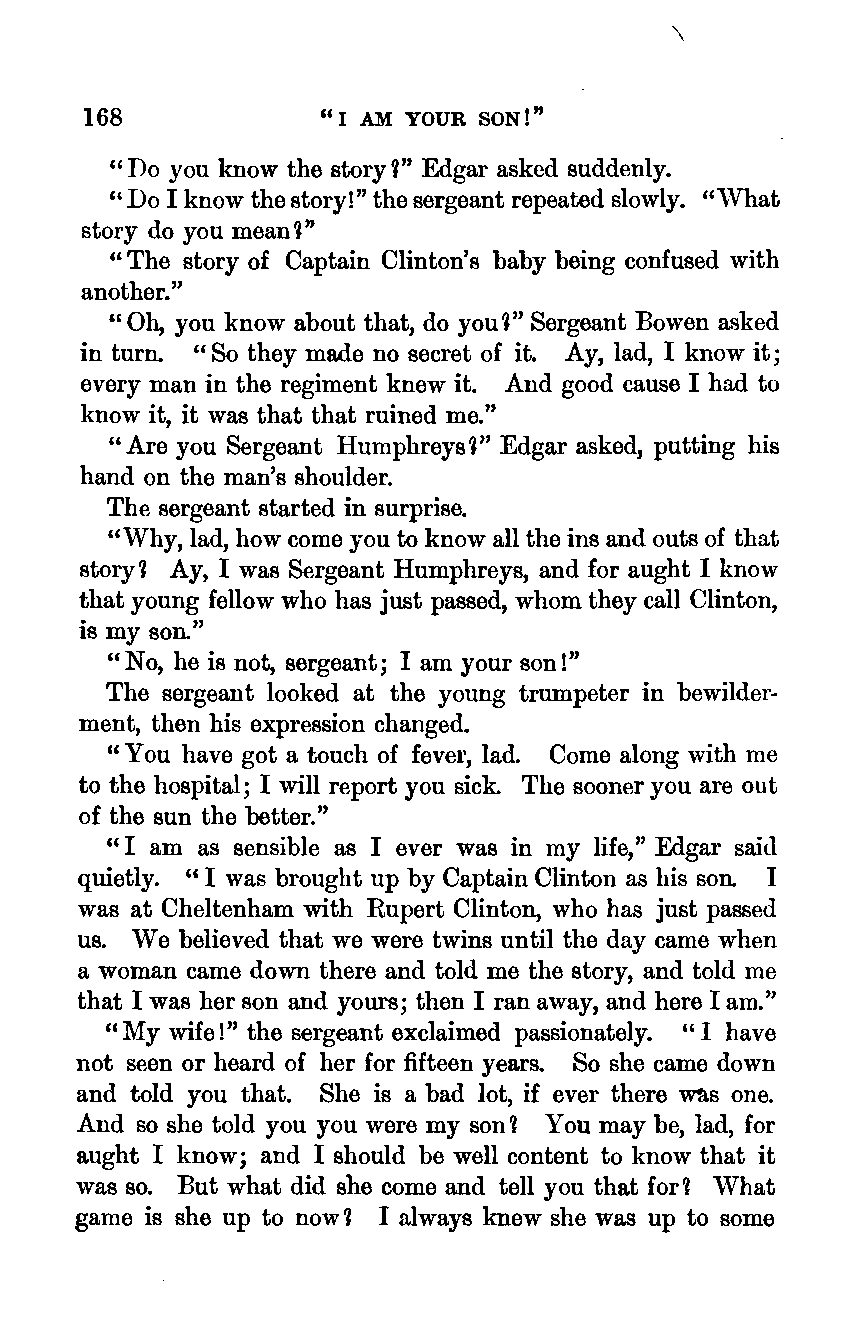 168 "I AM YOUR SON!"
"Do you know the story?" Edgar asked suddenly.
"Do I know the story!" the sergeant repeated slowly. "What
story do you mean?"
"The story of Captain Clinton's baby being confused with
another."
"Oh, you know about that, do you?" Sergeant Bowen asked
in turn. "So they made no secret of it. Ay, lad, I know it;
every man in the regiment knew it. And good cause I had to
know it, it was that that ruined me."
"Are you Sergeant Humphreys?" Edgar asked, putting his
hand on the man's shoulder.
The sergeant started in surprise.
"Why, lad, how come you to know all the ins and outs of that
story? Ay, I was Sergeant Humphreys, and for aught I know
that young fellow who has just passed, whom they call Clinton,
is my son."
"No, he is not, sergeant; I am your son!"
The sergeant looked at the young trumpeter in bewilder-
ment, then his expression changed.
"You have got a touch of fever, lad. Come along with me
to the hospital; I will report you sick. The sooner you are out
of the sun the better."
"I am as sensible as I ever was in my life," Edgar said
quietly. "I was brought up by Captain Clinton as his son. I
was at Cheltenham with Rupert Clinton, who has just passed
us. We believed that we were twins until the day came when
a woman came down there and told me the story, and told me
that I was her son and yours; then I ran away, and here I am."
"My wife!" the sergeant exclaimed passionately. "I have
not seen or heard of her for fifteen years. So she came down
and told you that. She is a bad lot, if ever there was one.
And so she told you you were my son? You may be, lad, for
aught I know; and I should be well content to know that it
was so. But what did she come and tell you that for? What
game is she up to now? I always knew she was up to some